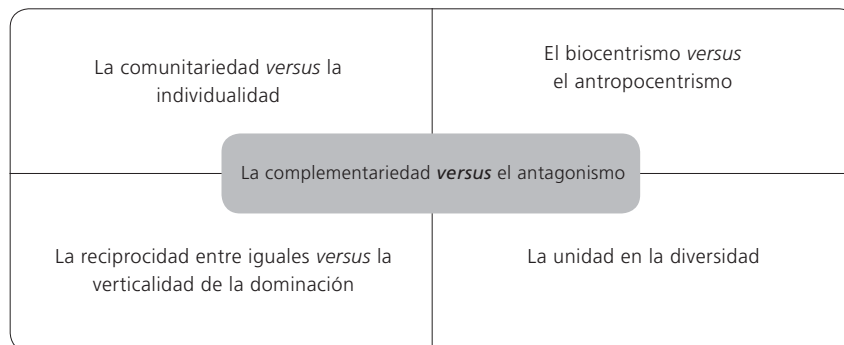 La comunitariedad versus la
individualidad
El biocentrismo versus
el antropocentrismo
La complementariedad versus el antagonismo
La reciprocidad entre iguales versus la
verticalidad de la dominación
La unidad en la diversidad